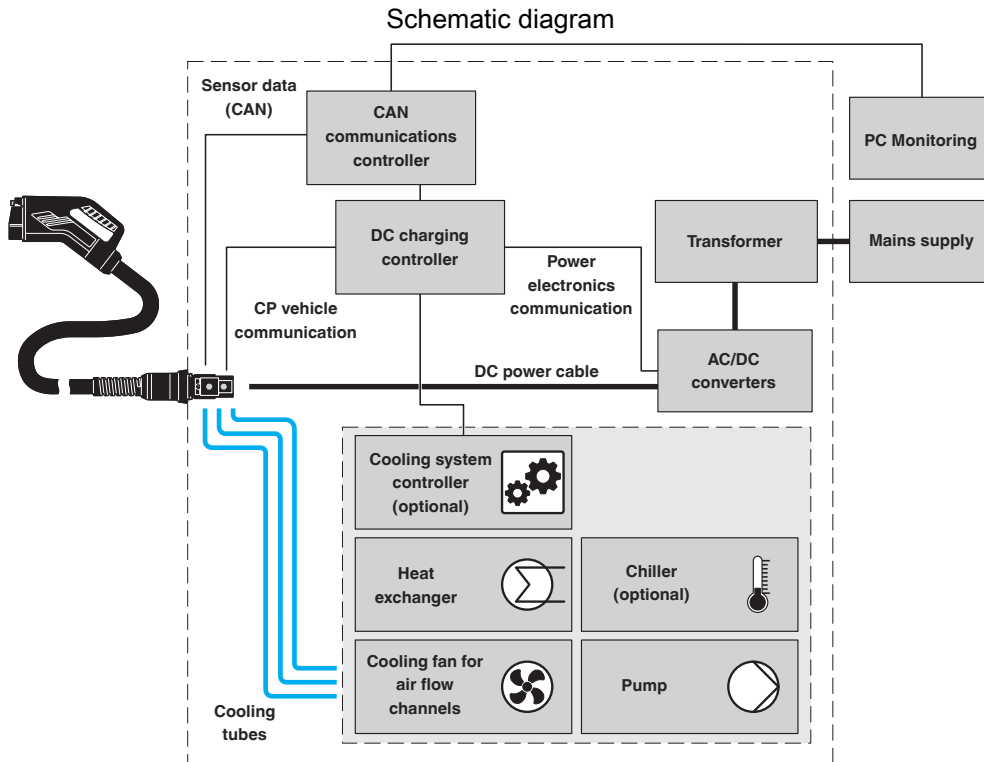 Schematic diagram
Sensor data
(CAN)
CAN
communications
controller
PC Monitoring
DC charging
controller
Transformer
Mains supply
Power
electronics
communication
CP vehicle
communication
AC/DC
converters
DC power cable
Cooling system
controller
(optional)
Heat
exchanger
Chiller
(optional)
Cooling fan for
air flow
channels
Pump
Cooling
tubes